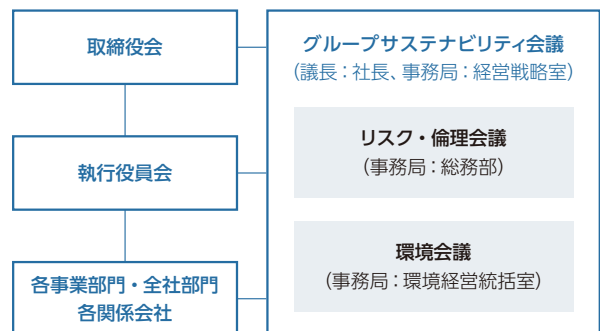 取締役会
執行役員会
各事業部門・全社部門
各関係会社
グループサステナビリティ会議
(議長：社長、事務局：経営戦略室)
リスク・倫理会議
(事務局：総務部)
環境会議
(事務局：環境経営統括室)